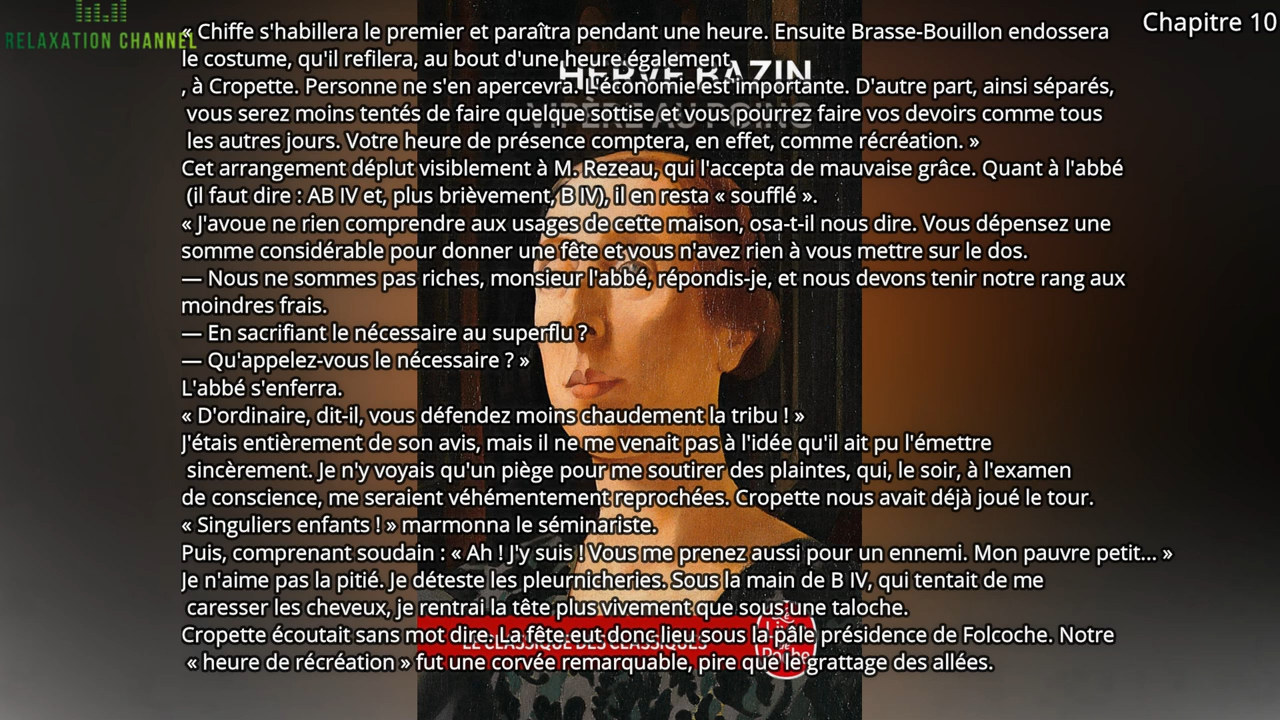 RELAXATION CHANNEL
Chapitre 10
« Chiffe s'habillera le premier et paraîtra pendant une heure. Ensuite Brasse-Bouillon endossera
le costume, qu'il refilera, au bout d'une heure également
, à Cropette. Personne ne s'en apercevra. L'économie est importante. D'autre part, ainsi séparés,
vous serez moins tentés de faire quelque sottise et vous pourrez faire vos devoirs comme tous
les autres jours. Votre heure de présence comptera, en effet, comme récréation. »
Cet arrangement déplut visiblement à M. Rezeau, qui l'accepta de mauvaise grâce. Quant à l'abbé
(il faut dire : AB IV et, plus brièvement, B IV), il en resta « soufflé ».
« J'avoue ne rien comprendre aux usages de cette maison, osa-t-il nous dire. Vous dépensez une
somme considérable pour donner une fête et vous n'avez rien à vous mettre sur le dos.
— Nous ne sommes pas riches, monsieur l'abbé, répondis-je, et nous devons tenir notre rang aux
moindres frais.
— En sacrifiant le nécessaire au superflu ?
— Qu'appelez-vous le nécessaire ? »
L'abbé s'enferra.
« D'ordinaire, dit-il, vous défendez moins chaudement la tribu ! »
J'étais entièrement de son avis, mais il ne me venait pas à l'idée qu'il ait pu l'émettre
sincèrement. Je n'y voyais qu'un piège pour me soutirer des plaintes, qui, le soir, à l'examen
de conscience, me seraient véhémentement reprochées. Cropette nous avait déjà joué le tour.
« Singuliers enfants ! » marmonna le séminariste.
Puis, comprenant soudain : « Ah ! J'y suis ! Vous me prenez aussi pour un ennemi. Mon pauvre petit... »
Je n'aime pas la pitié. Je déteste les pleurnicheries. Sous la main de B IV, qui tentait de me
caresser les cheveux, je rentrai la tête plus vivement que sous une taloche.
Cropette écoutait sans mot dire. La fête eut donc lieu sous la pâle présidence de Folcoche. Notre
« heure de récréation » fut une corvée remarquable, pire que le grattage des allées.
HERVÉ BAZIN
VIPÈRE AU POING
LE CLASSIQUE DES CLASSIQUES
Le Livre de Poche